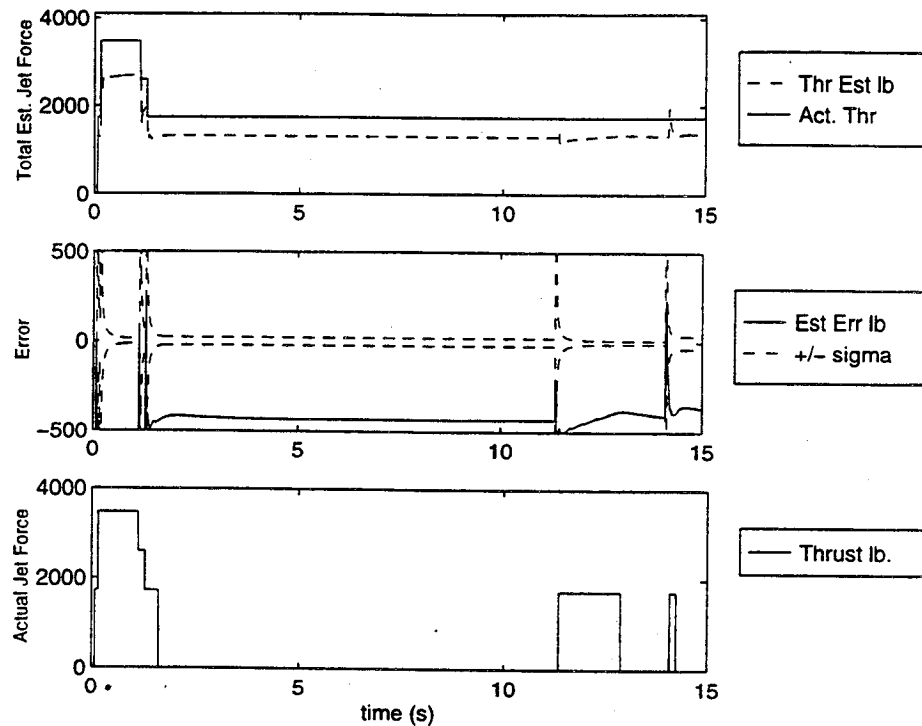 Total Est. Jet Force
4000
2000
0
0
5
10
15
Thr Est lb
Act. Thr
Error
500
0
−500
0
5
10
15
Est Err lb
+/− sigma
Actual Jet Force
4000
2000
0
0
5
10
15
time (s)
Thrust lb.